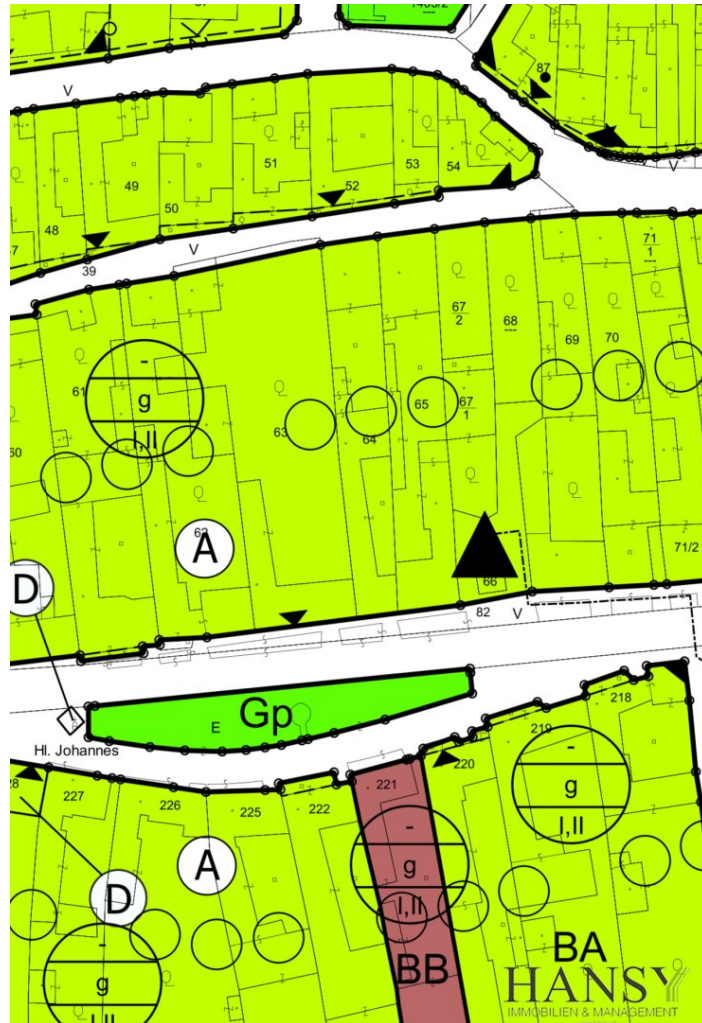 87
V
51
49
52
53
54
50
48
V
39
71
1
67
2
68
69
70
61
-
g
I,II
60
63
64
65
67
1
62
A
71/2
D
66
82
V
Gp
E
Hl. Johannes
218
219
220
221
222
225
226
227
28
-
g
I,II
-
g
I,II
A
D
-
g
I,II
BB
BA
HANSY
IMMOBILIEN & MANAGEMENT